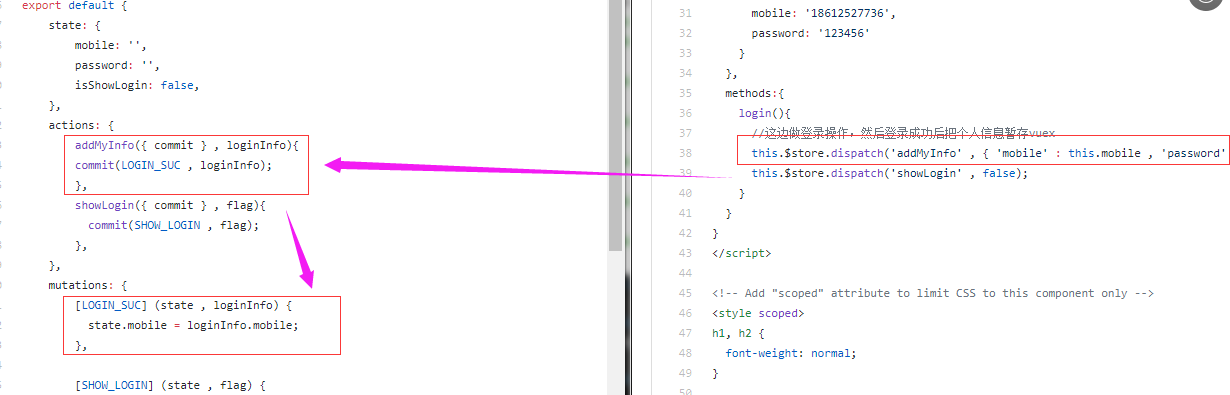 export default {
state: {
mobile: '',
password: '',
isShowLogin: false,
},
actions: {
addMyInfo({ commit } , loginInfo){
commit(LOGIN_SUC , loginInfo);
},
showLogin({ commit } , flag){
commit(SHOW_LOGIN , flag);
},
},
mutations: {
[LOGIN_SUC] (state , loginInfo) {
state.mobile = loginInfo.mobile;
},
[SHOW_LOGIN] (state , flag) {
31 mobile: '18612527736',
32 password: '123456'
33 }
34 },
35 methods:{
36 login(){
37 //这边做登录操作，然后登录成功后把个人信息暂存vuex
38 this.$store.dispatch('addMyInfo' , { 'mobile' : this.mobile , 'password'
39 this.$store.dispatch('showLogin' , false);
40 }
41 }
42 }
43 </script>
44
45 <!-- Add "scoped" attribute to limit CSS to this component only -->
46 <style scoped>
47 h1, h2 {
48 font-weight: normal;
49 }
50